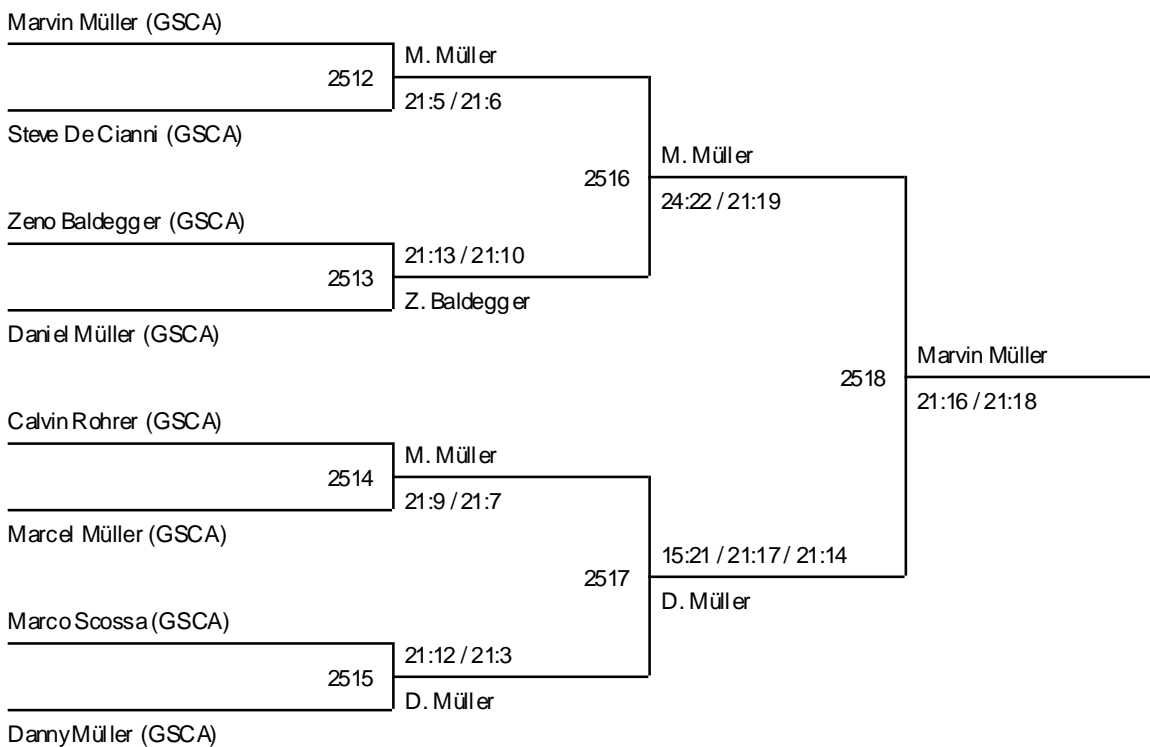 Marvin Müller (GSCA)
M. Müller
2512
21:5 / 21:6
Steve De Cianni (GSCA)
M. Müller
2516
24:22 / 21:19
Zeno Baldegger (GSCA)
21:13 / 21:10
2513
Z. Baldegger
Daniel Müller (GSCA)
Marvin Müller
2518
21:16 / 21:18
Calvin Rohrer (GSCA)
M. Müller
2514
21:9 / 21:7
Marcel Müller (GSCA)
15:21 / 21:17 / 21:14
2517
D. Müller
Marco Scossa (GSCA)
21:12 / 21:3
2515
D. Müller
Danny Müller (GSCA)